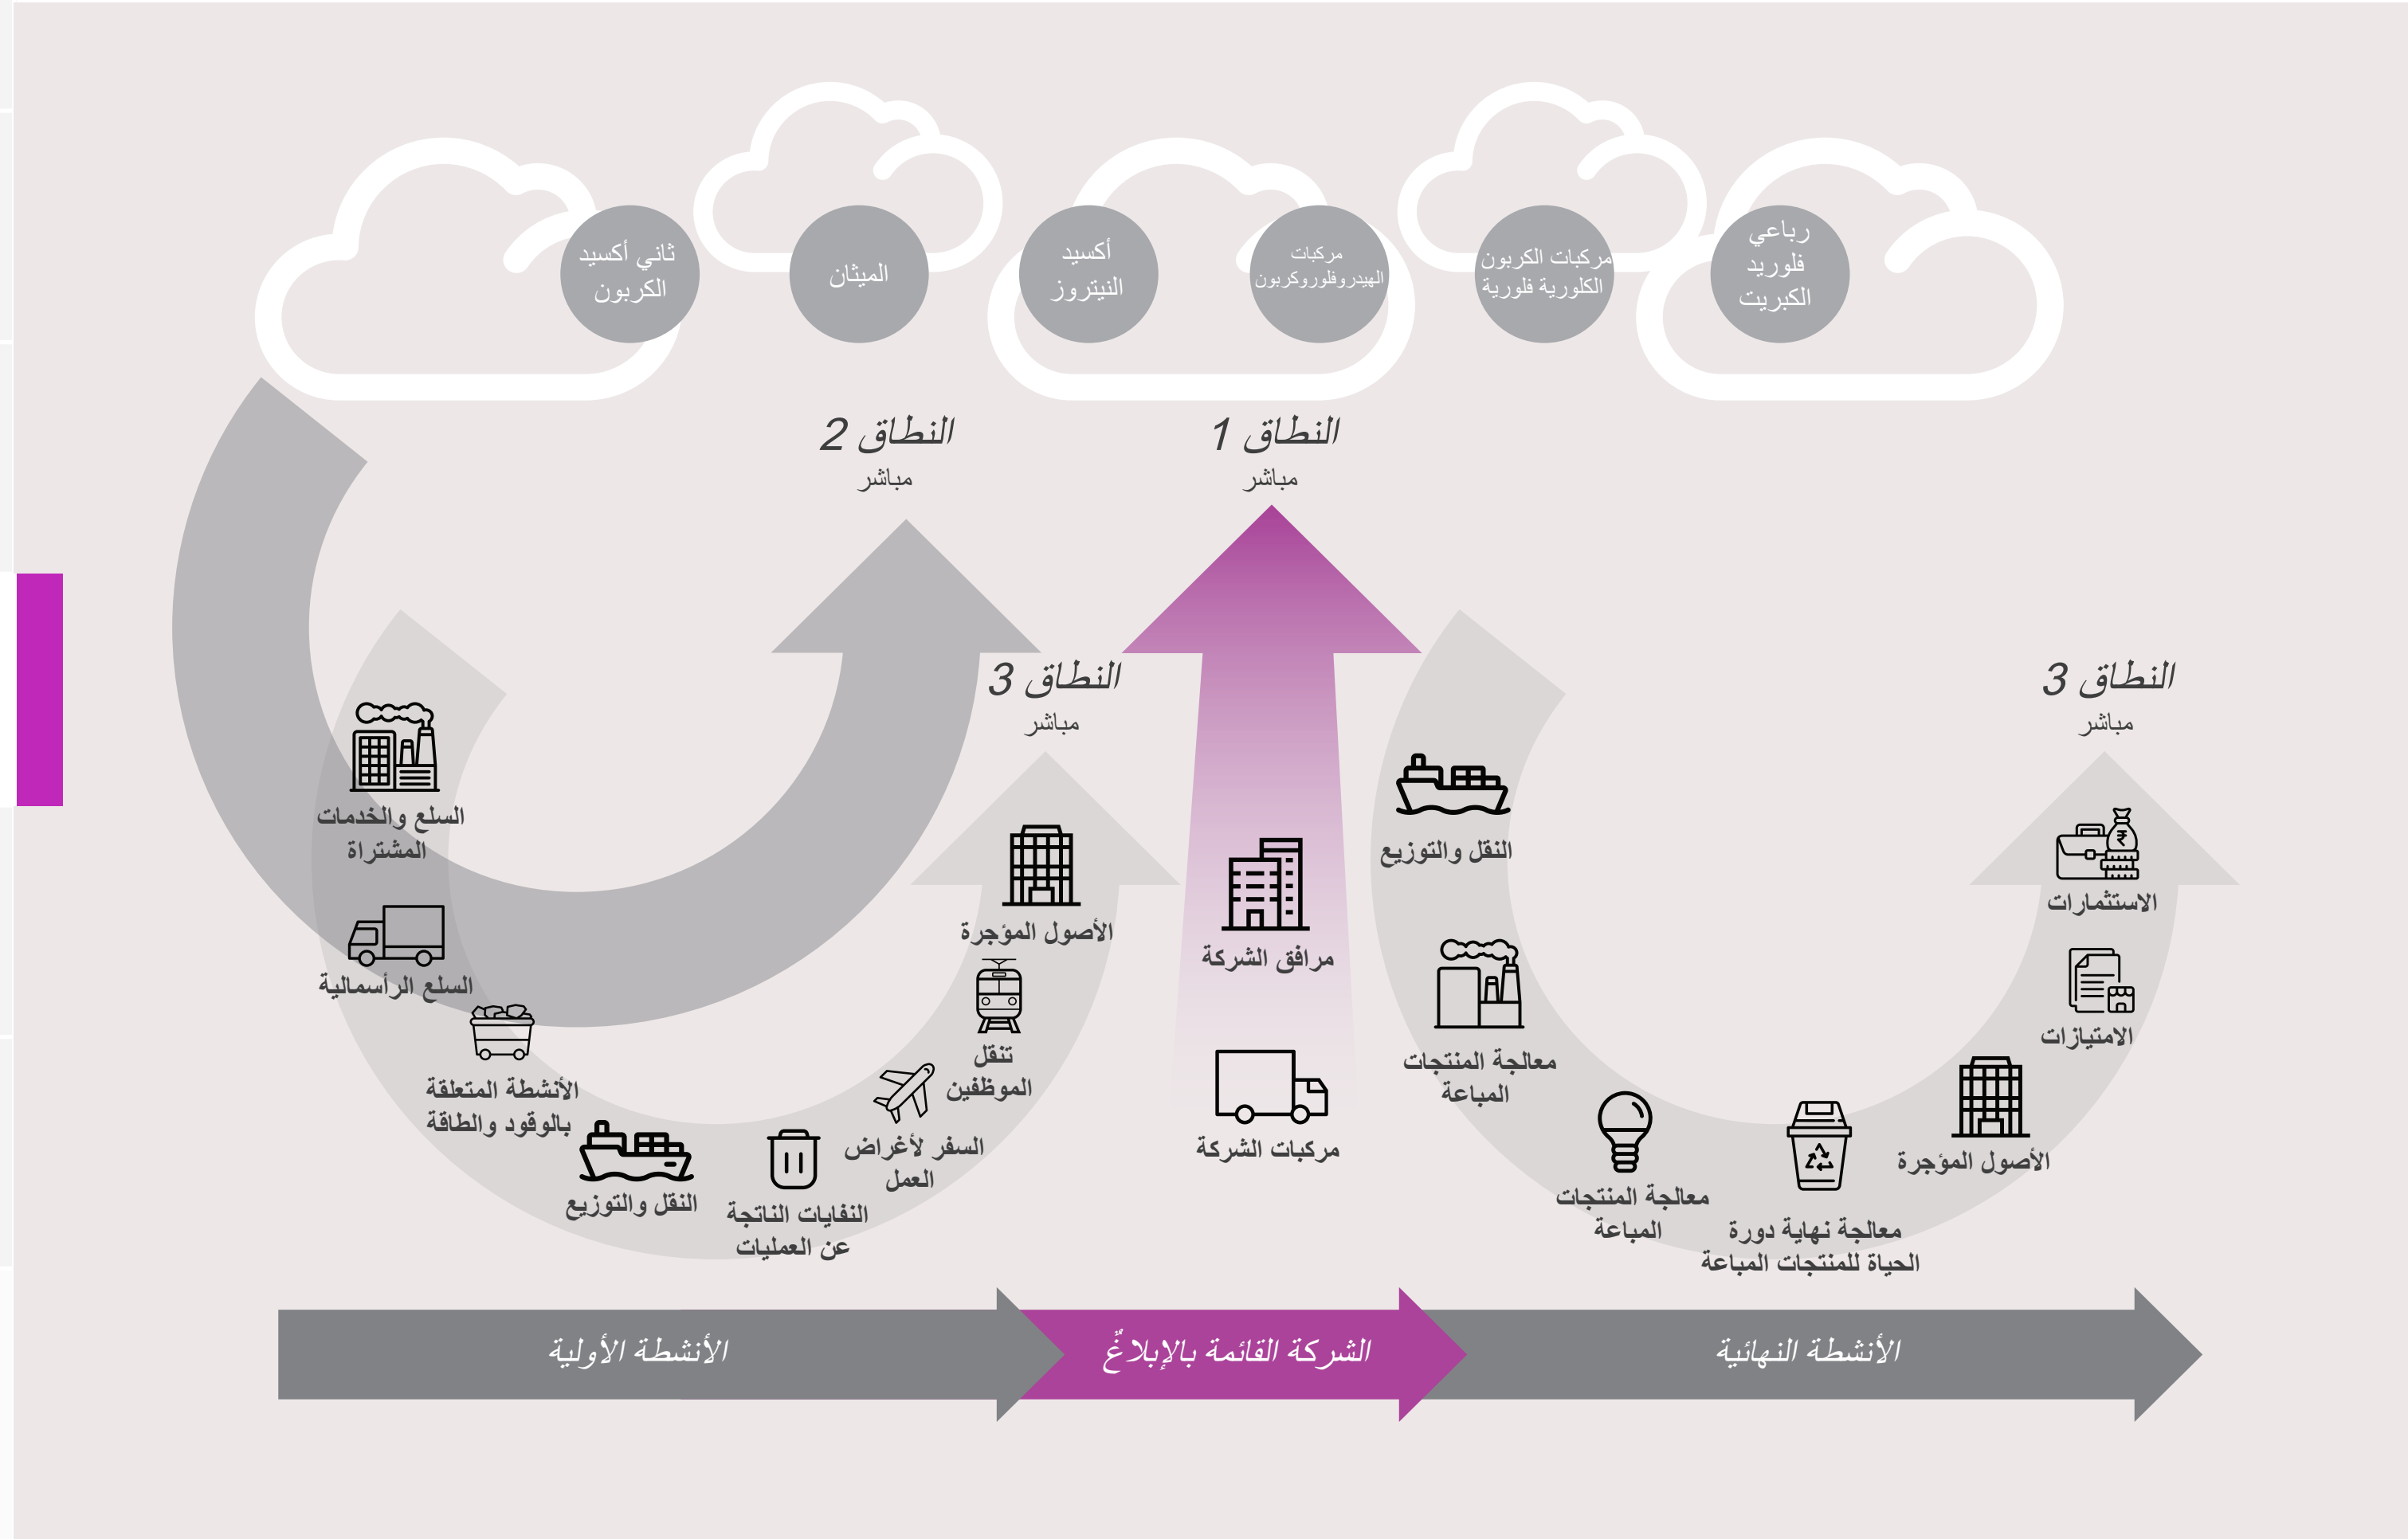 ثاني أكسيد
الكربون
الميثان
أكسيد
النيتروز
مركبات
الهيدروفلوروكربون
مركبات الكربون
الكلورية فلورية
رباعي
فلوريد
الكبريت
النطاق 2
مباشر
النطاق 1
مباشر
النطاق 3
مباشر
النطاق 3
مباشر
السلع والخدمات
المشتراة
السلع الرأسمالية
الأنشطة المتعلقة
بالوقود والطاقة
النقل والتوزيع
النفايات الناتجة
عن العمليات
السفر لأغراض
العمل
تنقل
الموظفين
الأصول المؤجرة
مرافق الشركة
مركبات الشركة
النقل والتوزيع
معالجة المنتجات
المباعة
معالجة المنتجات
المباعة
معالجة نهاية دورة
الحياة للمنتجات المباعة
الأصول المؤجرة
الامتيازات
الاستثمارات
الأنشطة الأولية
الشركة القائمة بالإبلاغٌ
الأنشطة النهائية